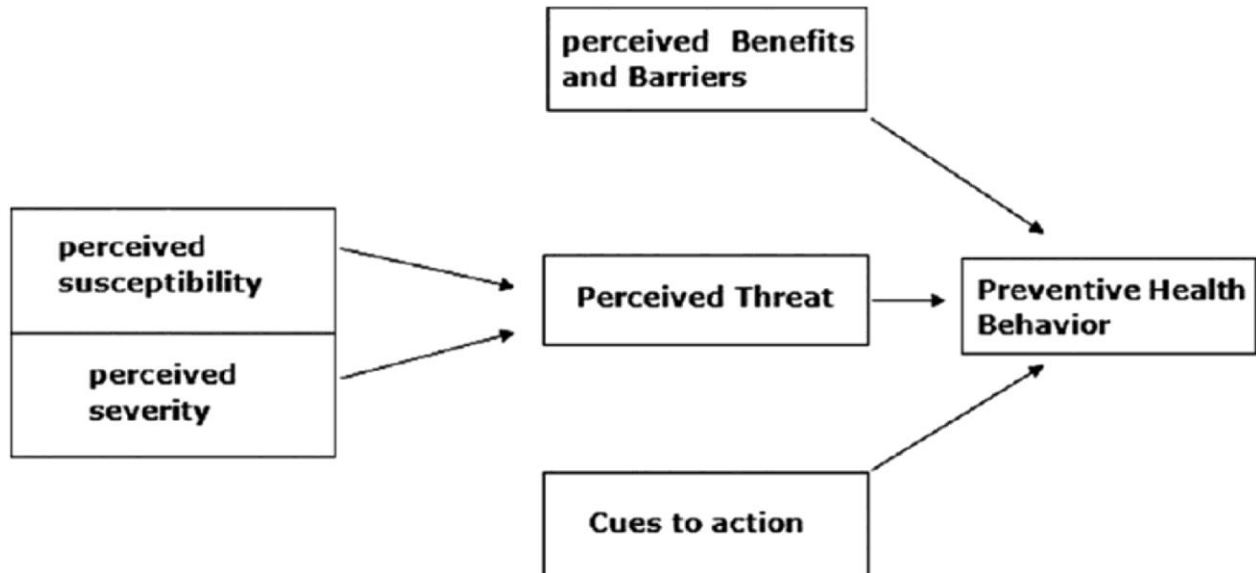 perceived Benefits
and Barriers
perceived
susceptibility
Perceived Threat
Preventive Health
Behavior
perceived
severity
Cues to action